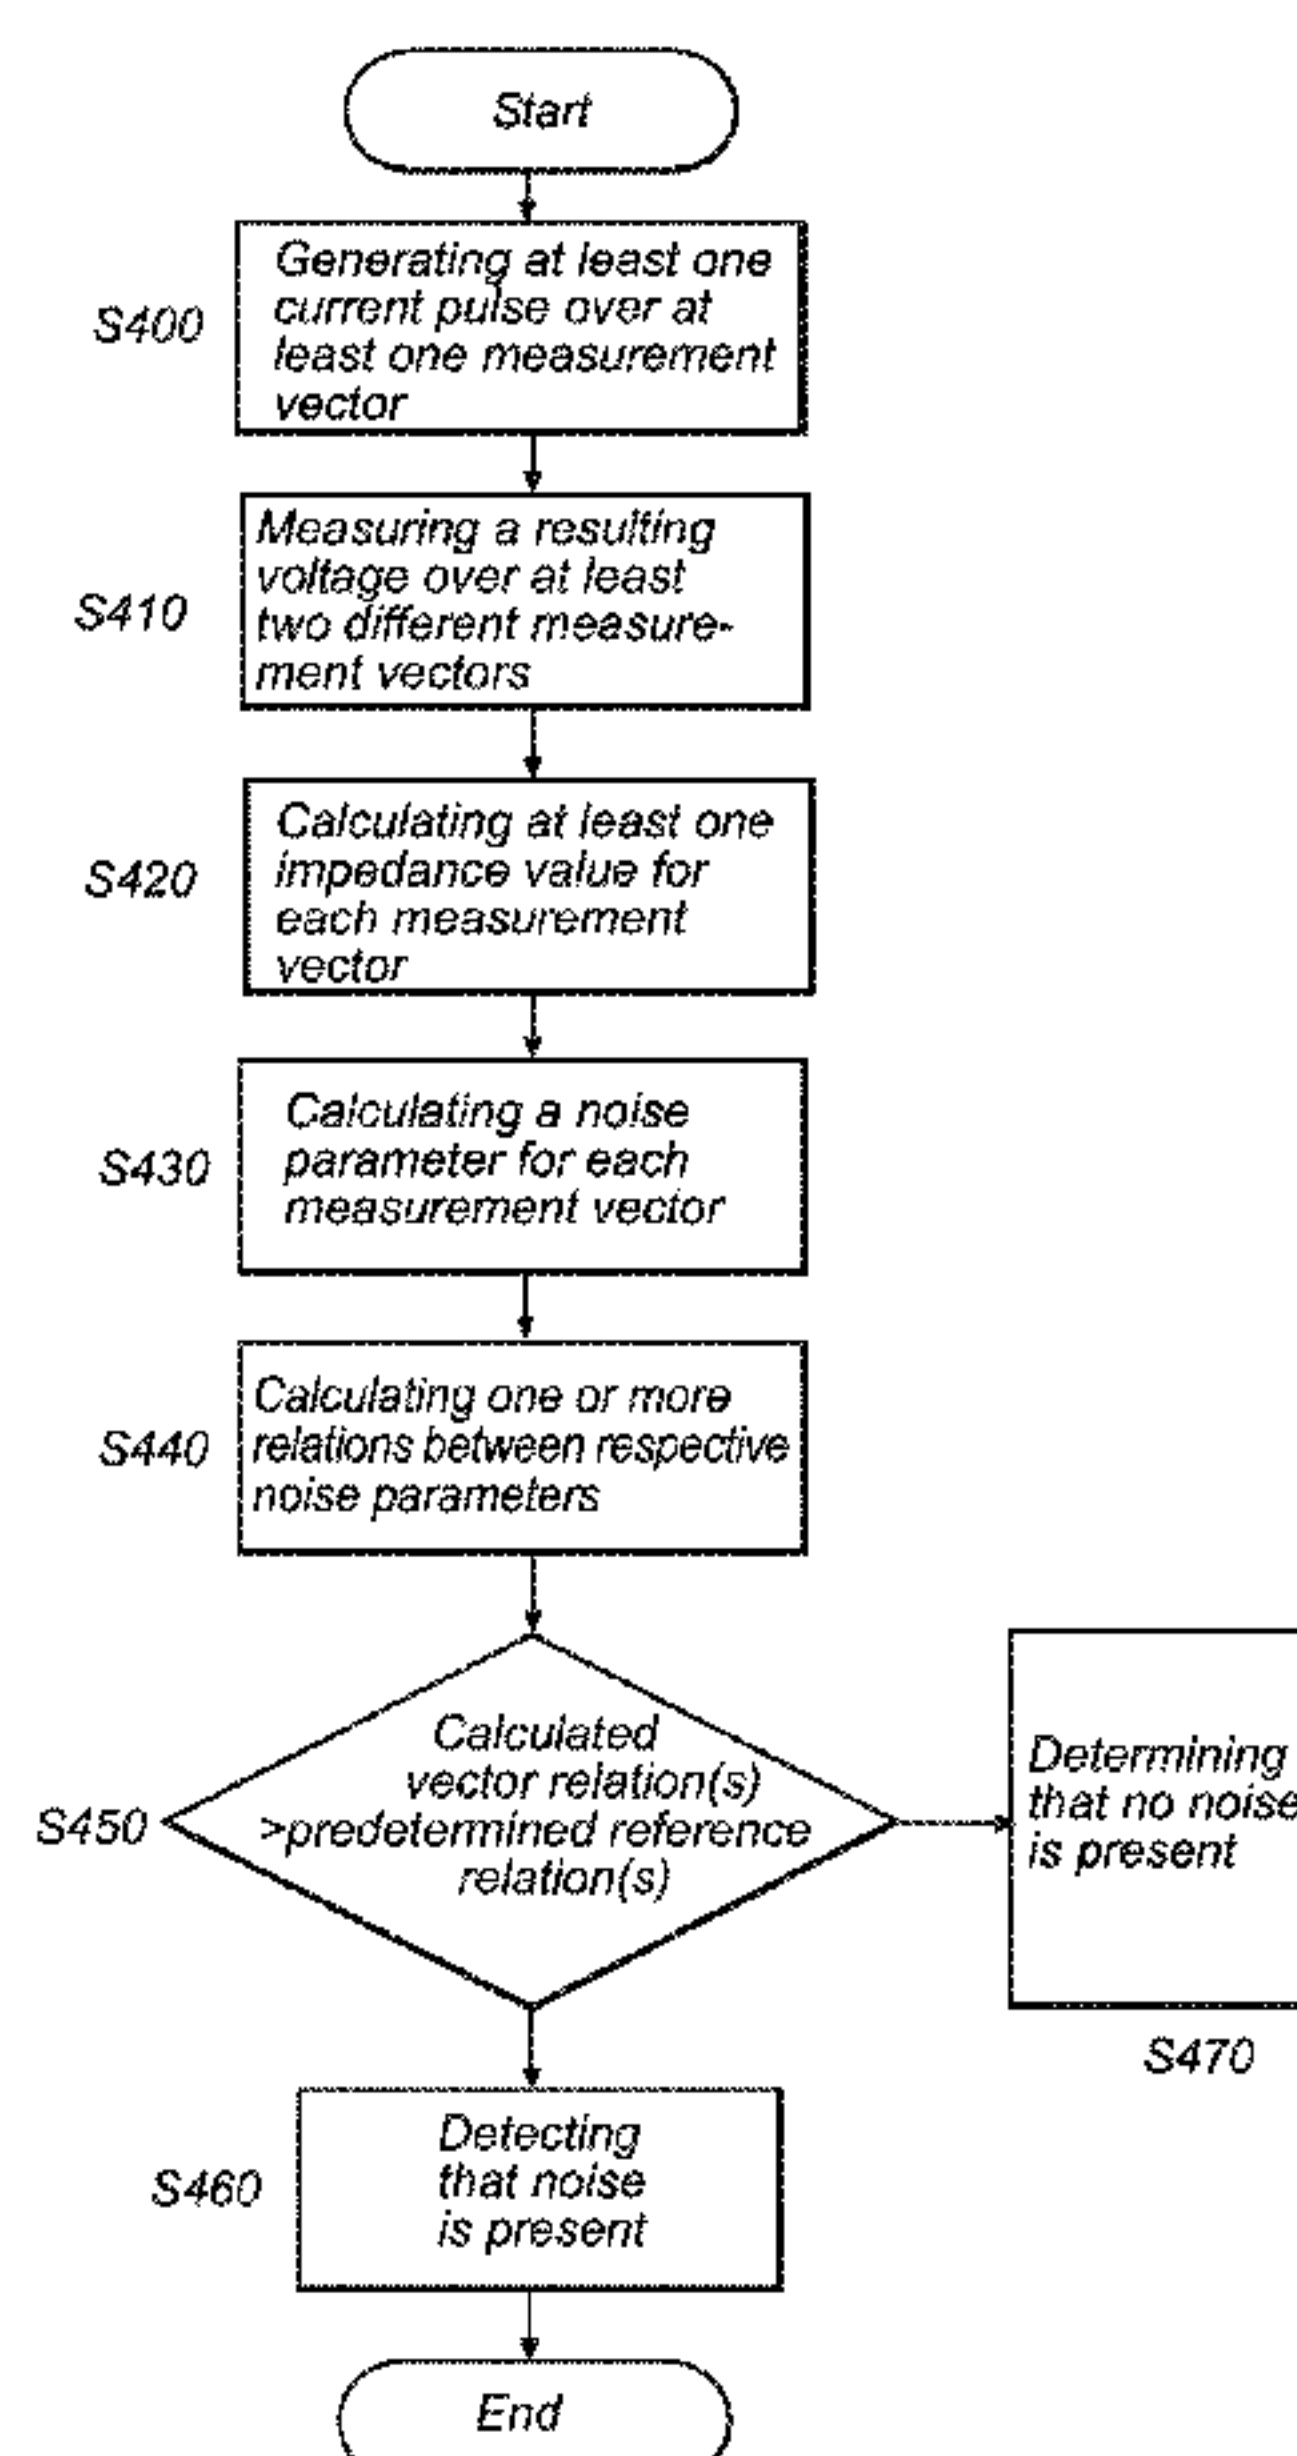 Start
S400
Generating at least one
current pulse over at
least one measurement
vector
S410
Measuring a resulting
voltage over at least
two different measure-
ment vectors
S420
Calculating at least one
impedance value for
each measurement
vector
S430
Calculating a noise
parameter for each
measurement vector
S440
Calculating one or more
relations between respective
noise parameters
S450
Calculated
vector relation(s)
>predetermined reference
relation(s)
Determining
that no noise
is present
S470
S460
Detecting
that noise
is present
End